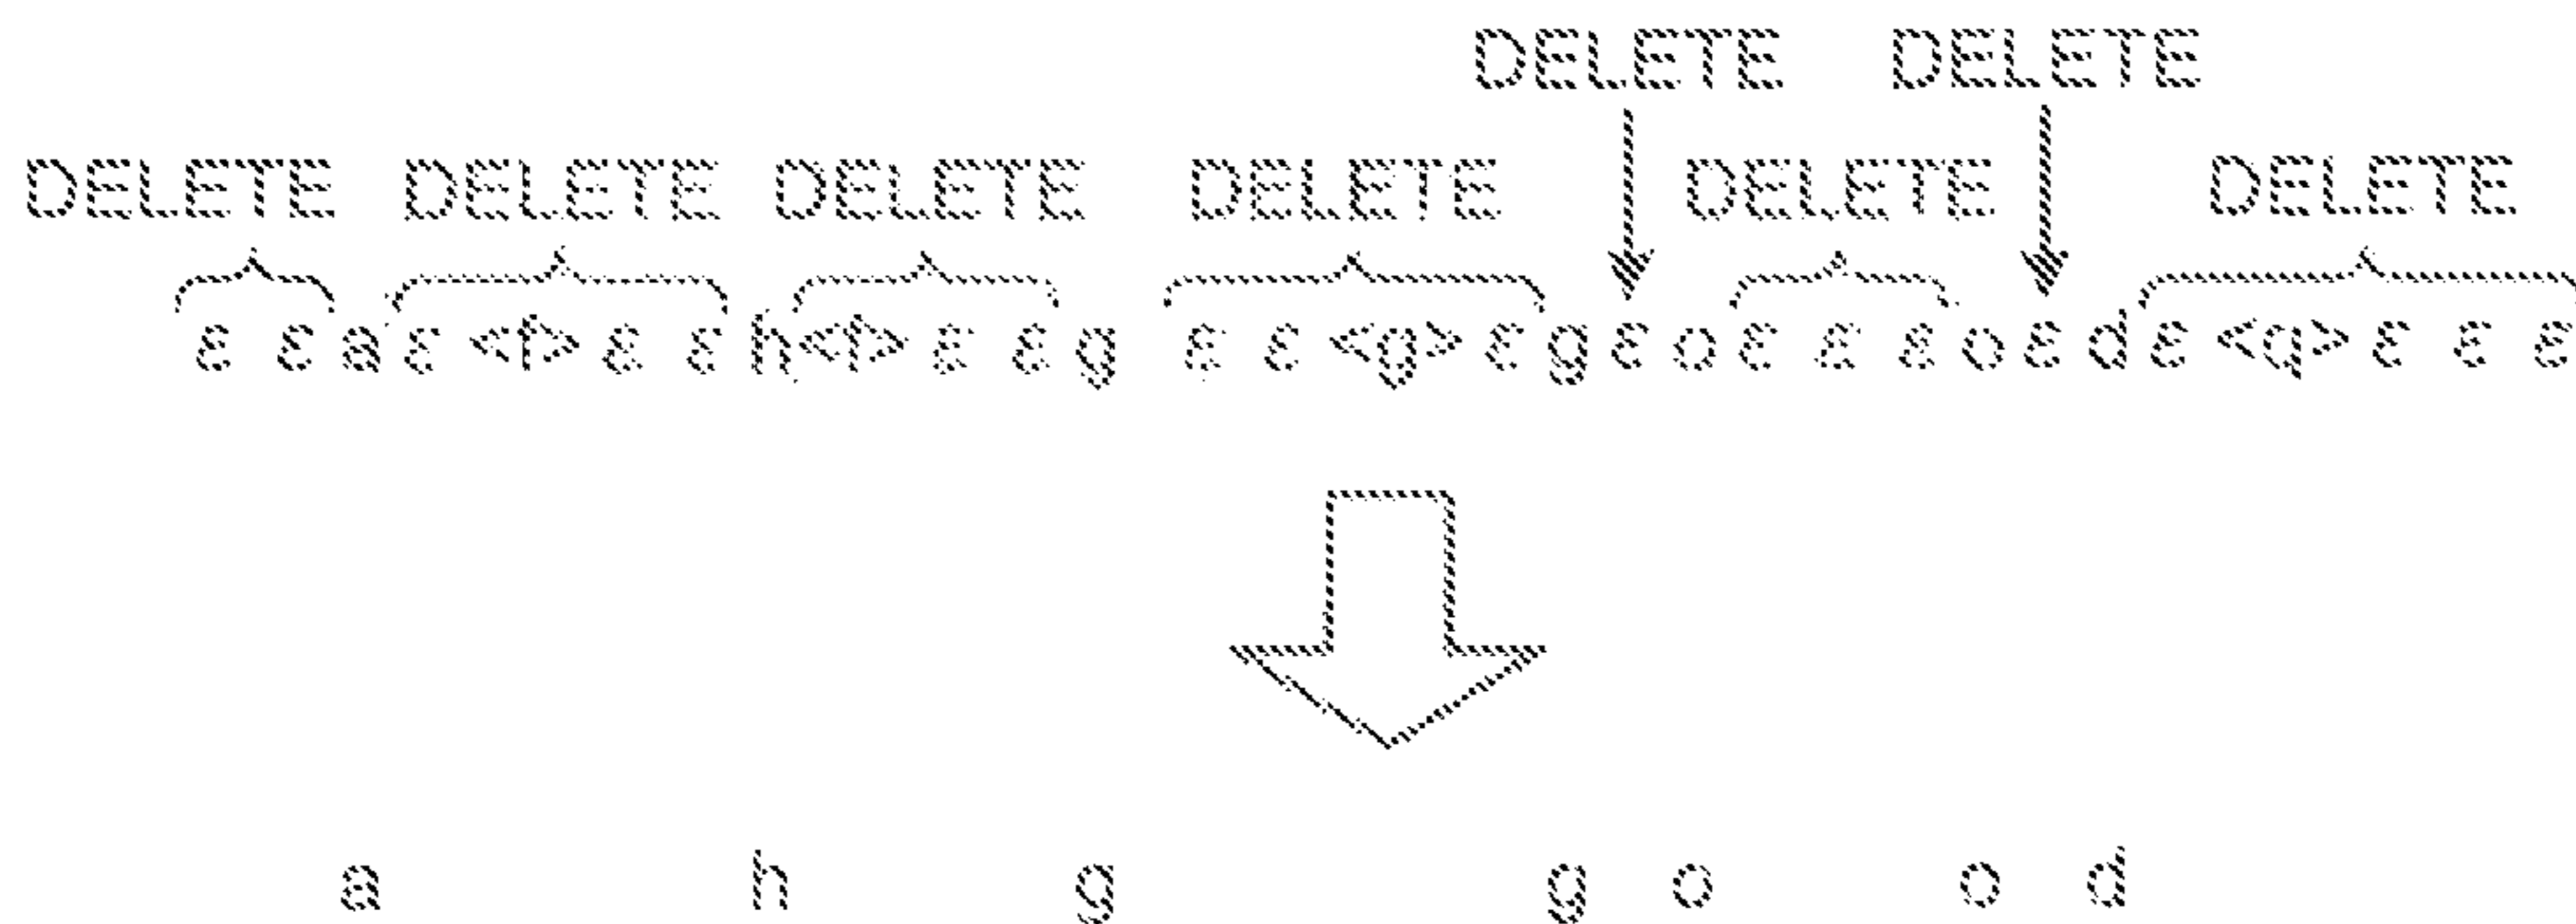 DELETE DELETE
DELETE DELETE DELETE DELETE DELETE DELETE
ε ε a ε <f> ε ε h <f> ε ε g ε ε <g> ε g ε o ε ε ε o ε d ε <q> ε ε ε
a h g g o o d